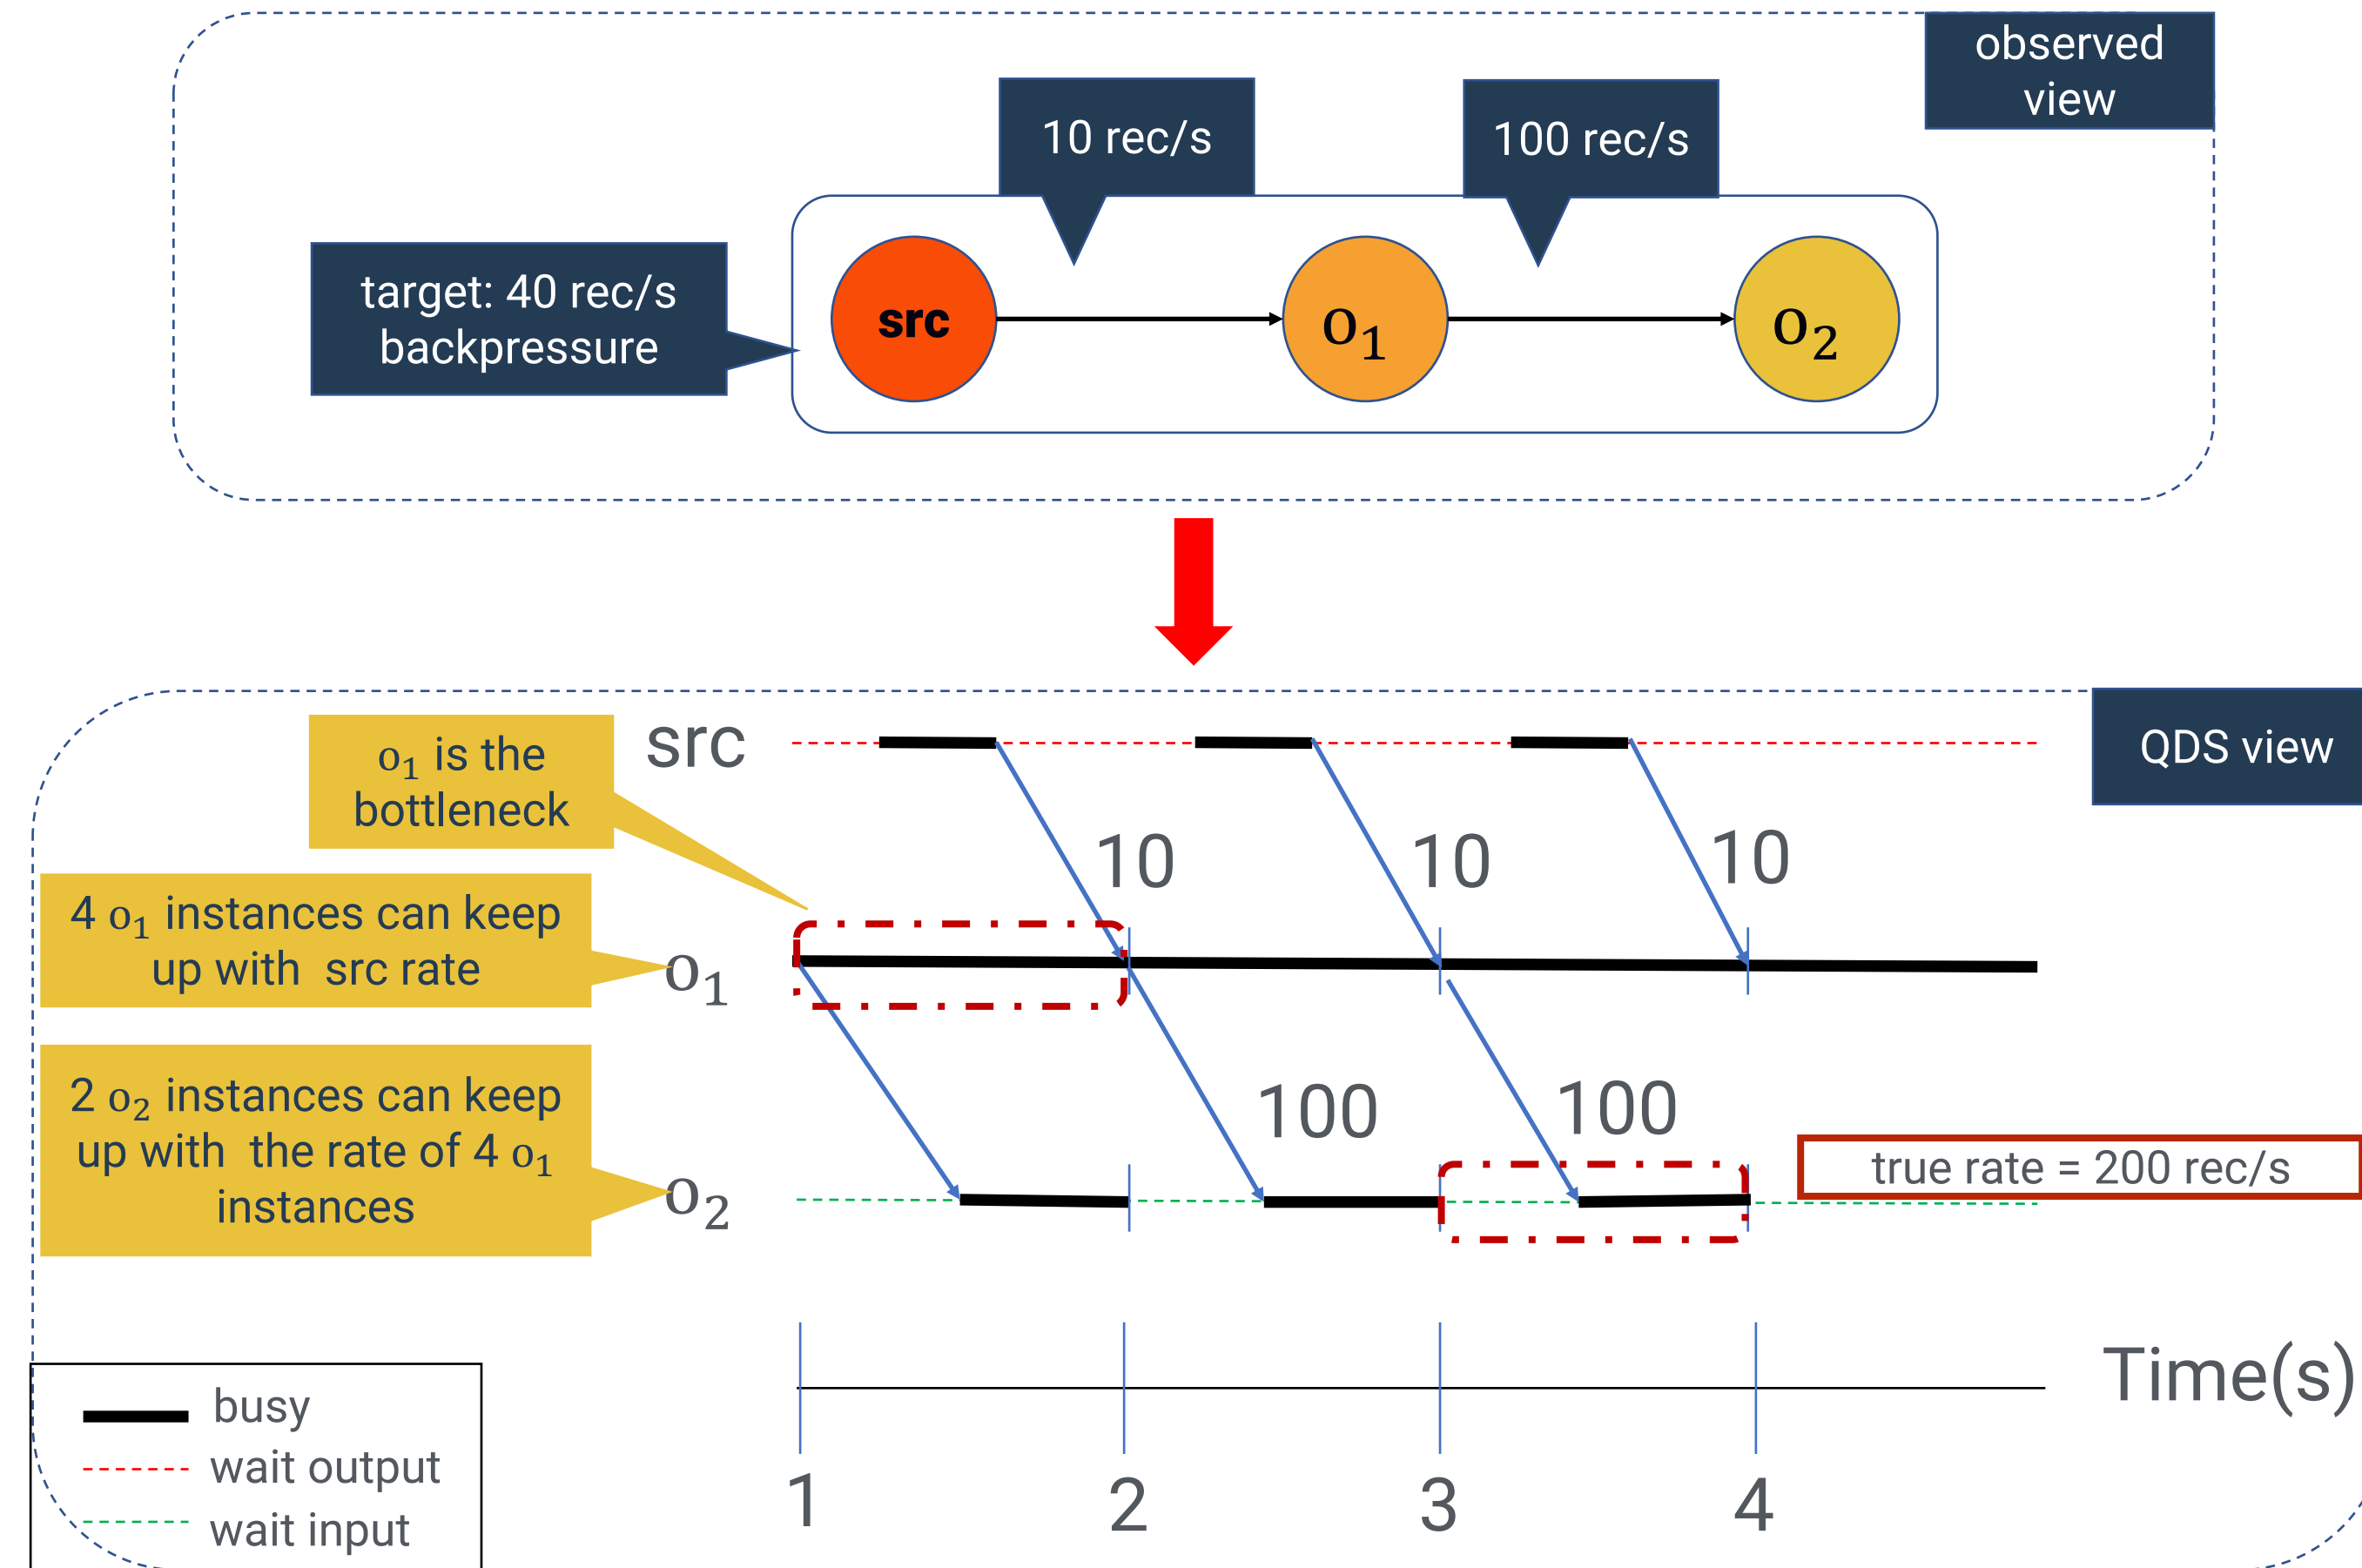 observed
view
10 rec/s
100 rec/s
target: 40 rec/s
backpressure
src
o₁
o₂
QDS view
src
o₁ is the
bottleneck
10
10
10
4 o₁ instances can keep
up with src rate
o₁
2 o₂ instances can keep
up with the rate of 4 o₁
instances
100
100
o₂
true rate = 200 rec/s
Time(s)
busy
wait output
wait input
1
2
3
4